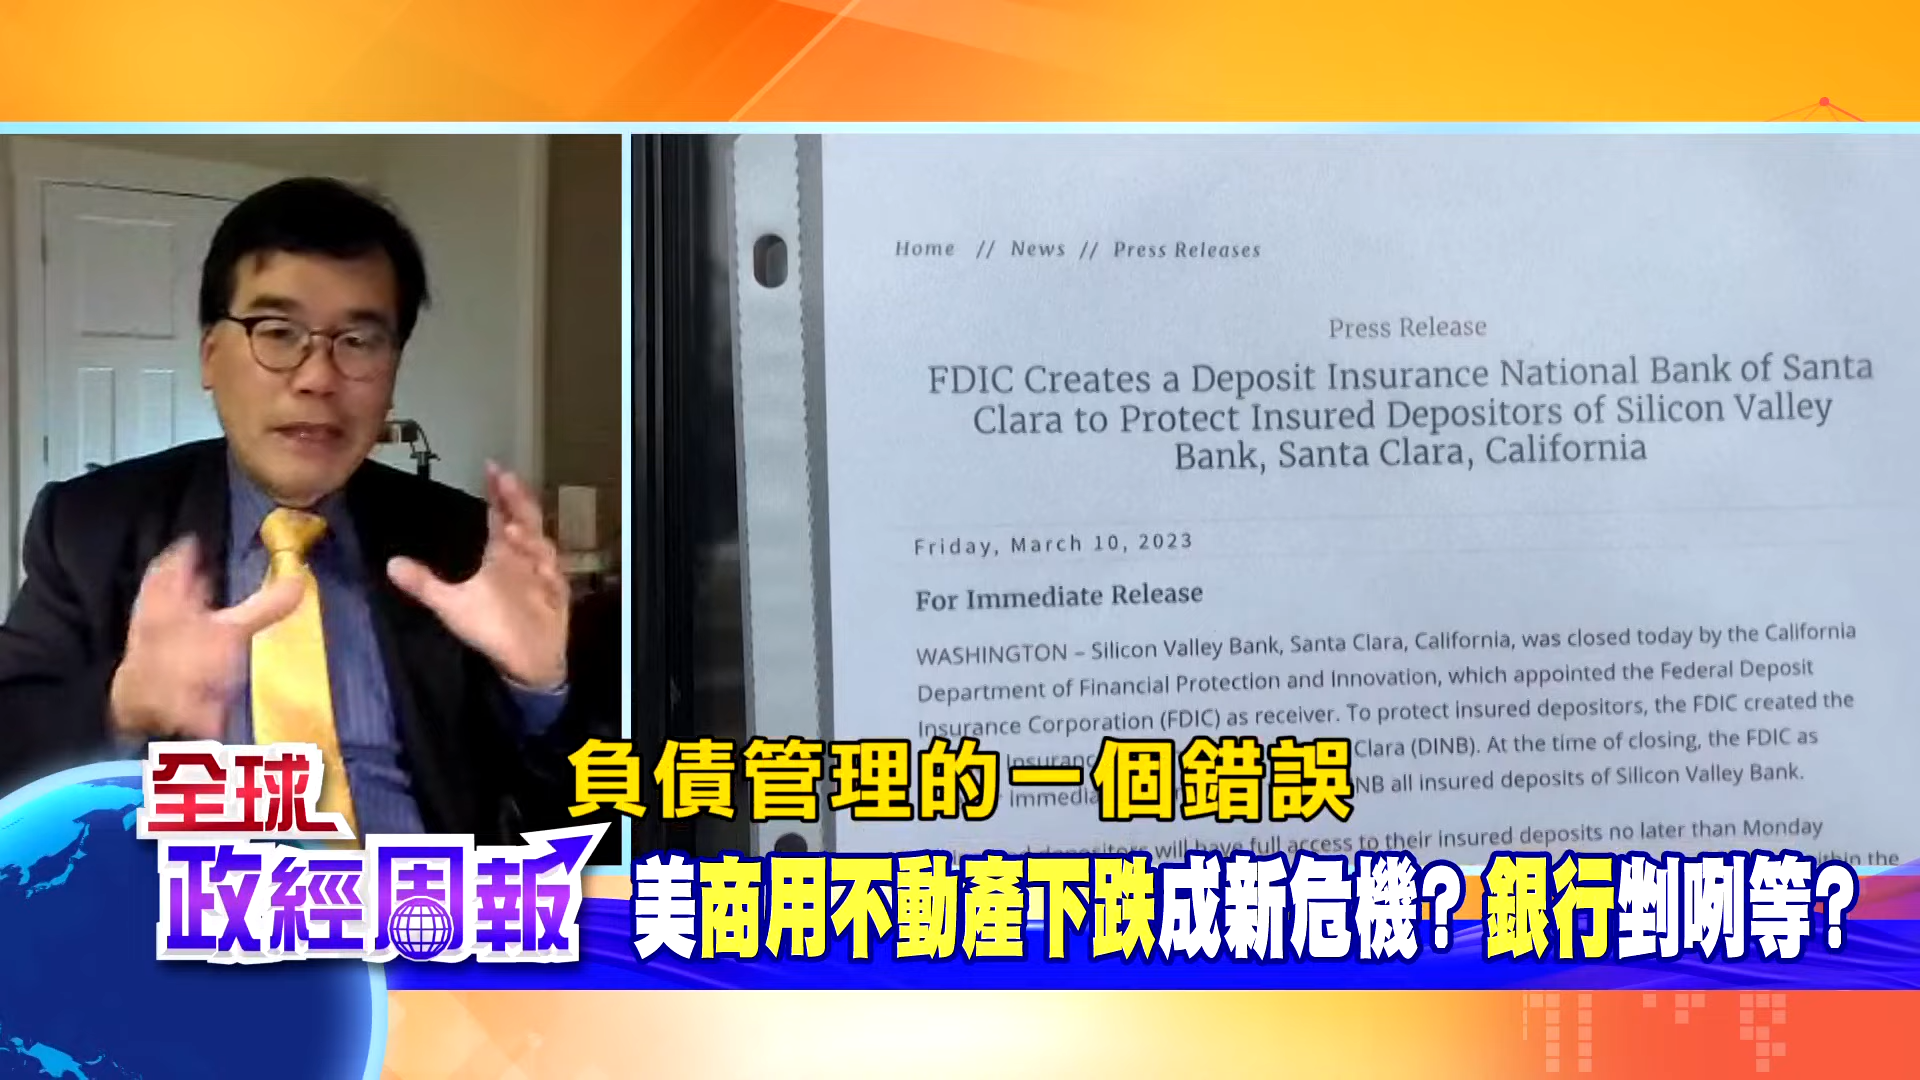 Home // News // Press Releases
Press Release
FDIC Creates a Deposit Insurance National Bank of Santa
Clara to Protect Insured Depositors of Silicon Valley
Bank, Santa Clara, California
Friday, March 10, 2023
For Immediate Release
WASHINGTON – Silicon Valley Bank, Santa Clara, California, was closed today by the California
Department of Financial Protection and Innovation, which appointed the Federal Deposit
Insurance Corporation (FDIC) as receiver. To protect insured depositors, the FDIC created the
Clara (DINB). At the time of closing, the FDIC as
NB all insured deposits of Silicon Valley Bank.
will have full access to their insured deposits no later than Monday
the
負債管理的一個錯誤
全球
政經周報
美商用不動產下跌成新危機? 銀行剉咧等?